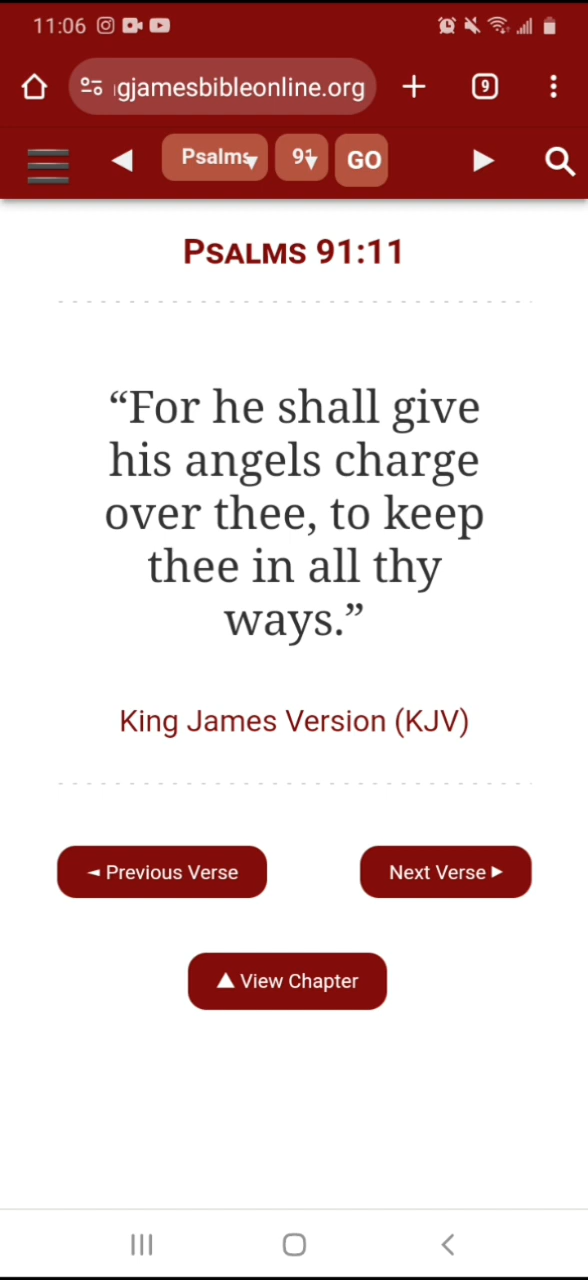 11:06
gjamesbibleonline.org
9
Psalms 91 GO
PSALMS 91:11
“For he shall give
his angels charge
over thee, to keep
thee in all thy
ways.”
King James Version (KJV)
◄ Previous Verse
Next Verse ►
▲ View Chapter